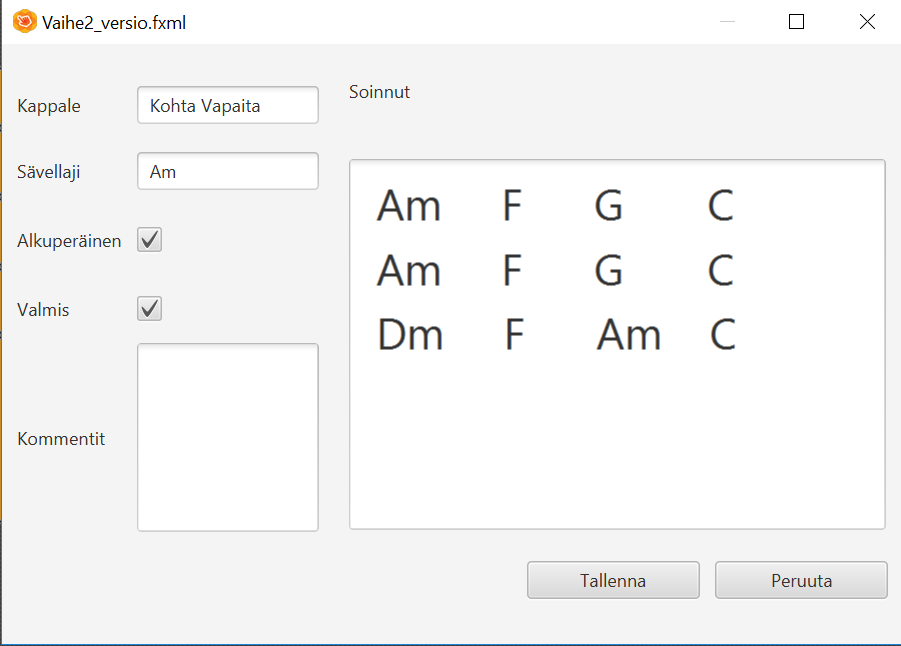 Vaihe2_versio.fxml
Kappale
Kohta Vapaita
Sävellaji
Am
Alkuperäinen
Valmis
Kommentit
Soinnut
Am F G C
Am F G C
Dm F Am C
Tallenna
Peruuta